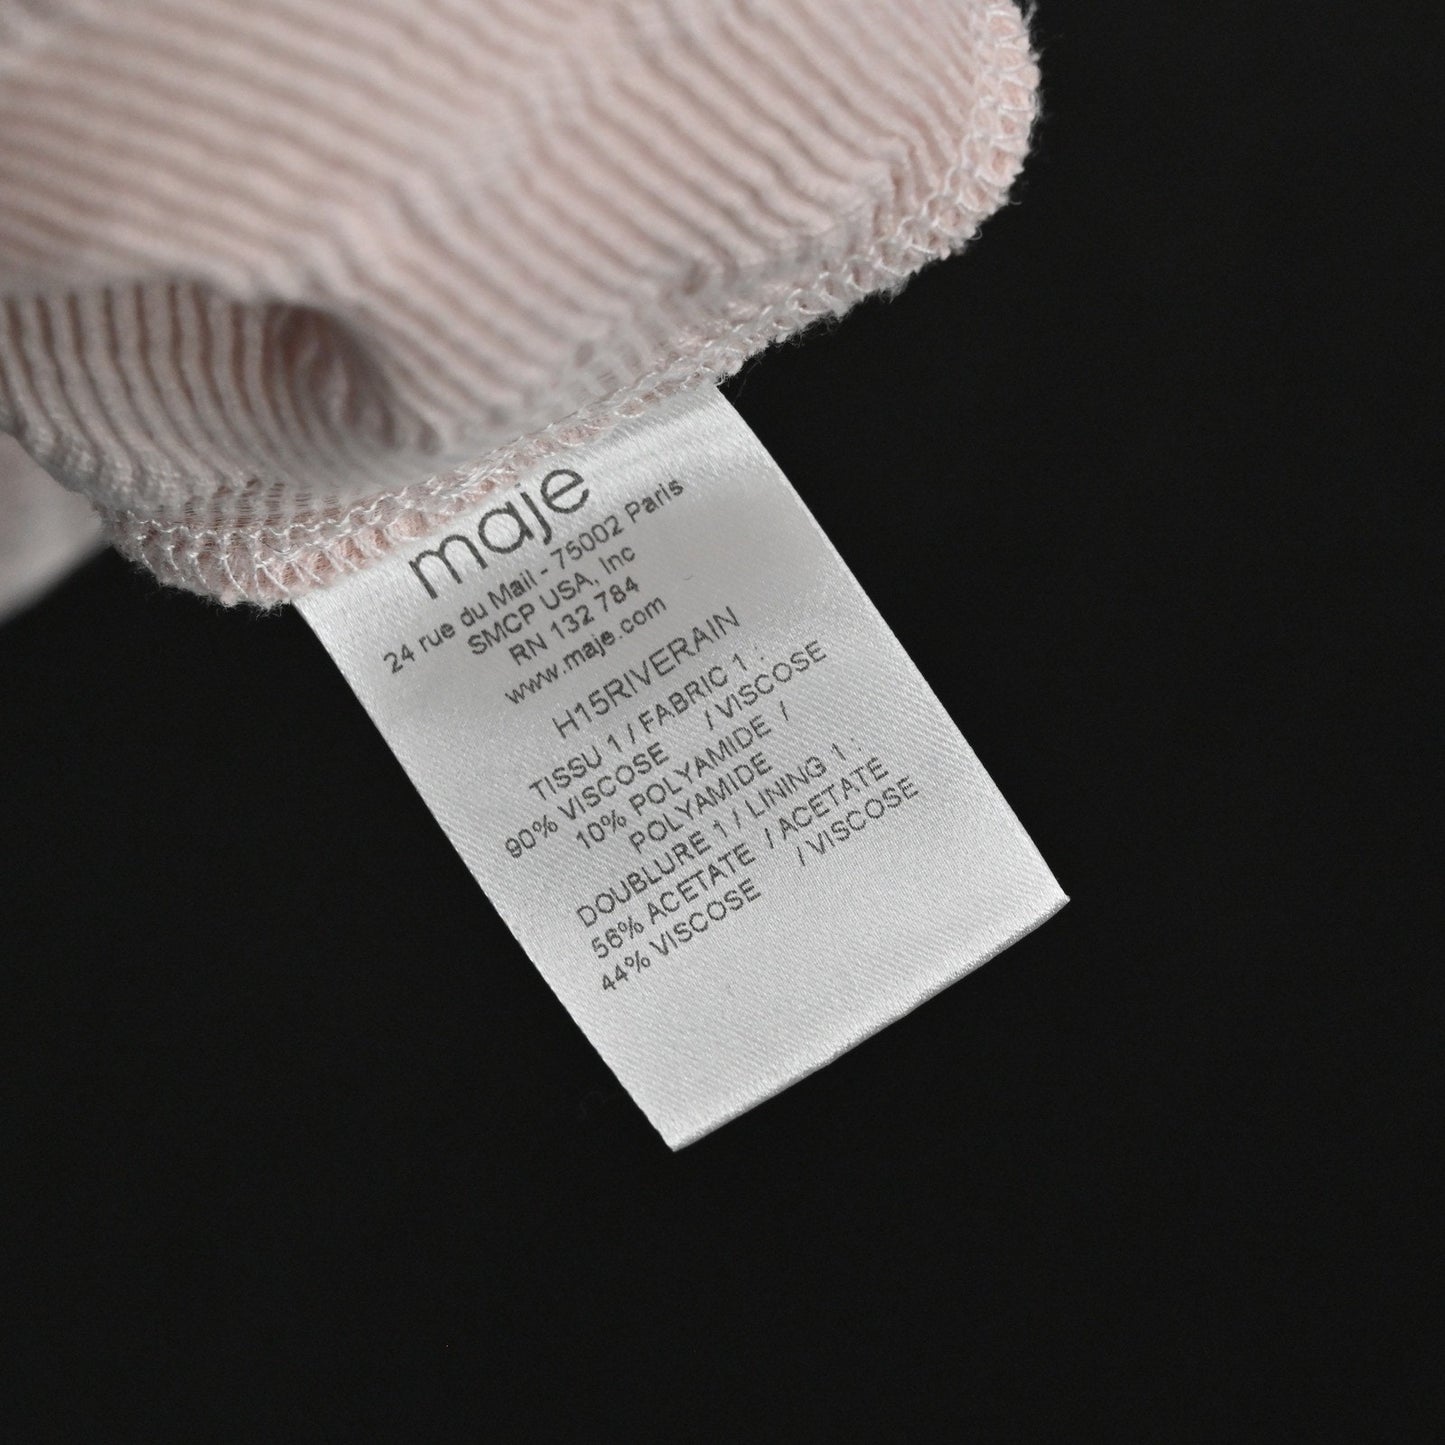 maje
24 rue du Mail - 75002 Paris
SMCP USA, Inc
RN 132 784
www.maje.com
H15RIVERAIN
TISSU 1 / FABRIC 1 :
90% VISCOSE / VISCOSE
10% POLYAMIDE /
POLYAMIDE
DOUBLURE 1 / LINING 1 :
56% ACETATE / ACETATE
44% VISCOSE / VISCOSE